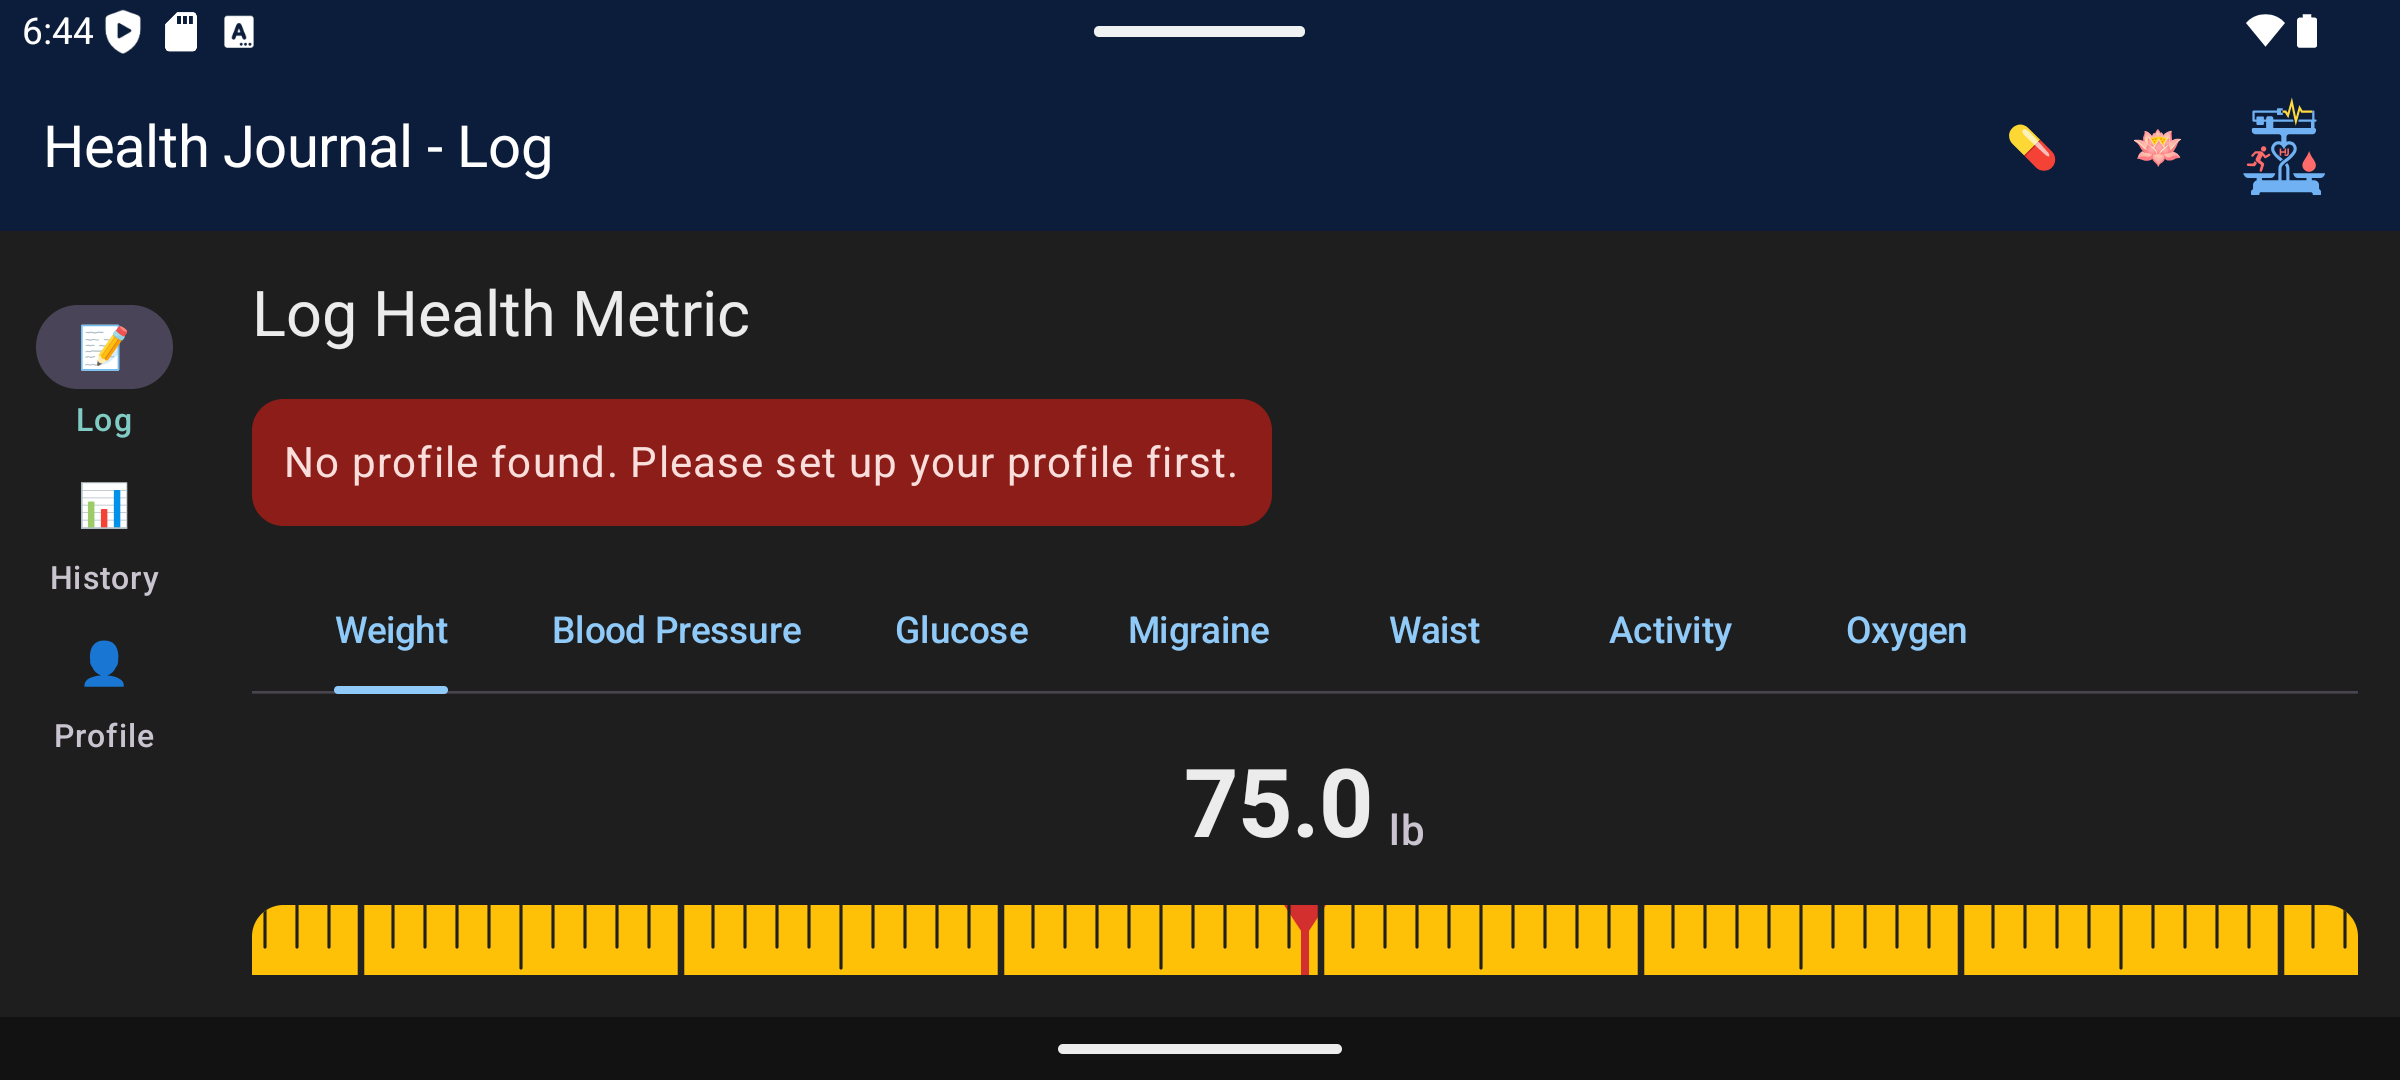 6:44
Health Journal - Log
Log Health Metric
No profile found. Please set up your profile first.
Log
History
Profile
Weight Blood Pressure Glucose Migraine Waist Activity Oxygen
75.0 lb